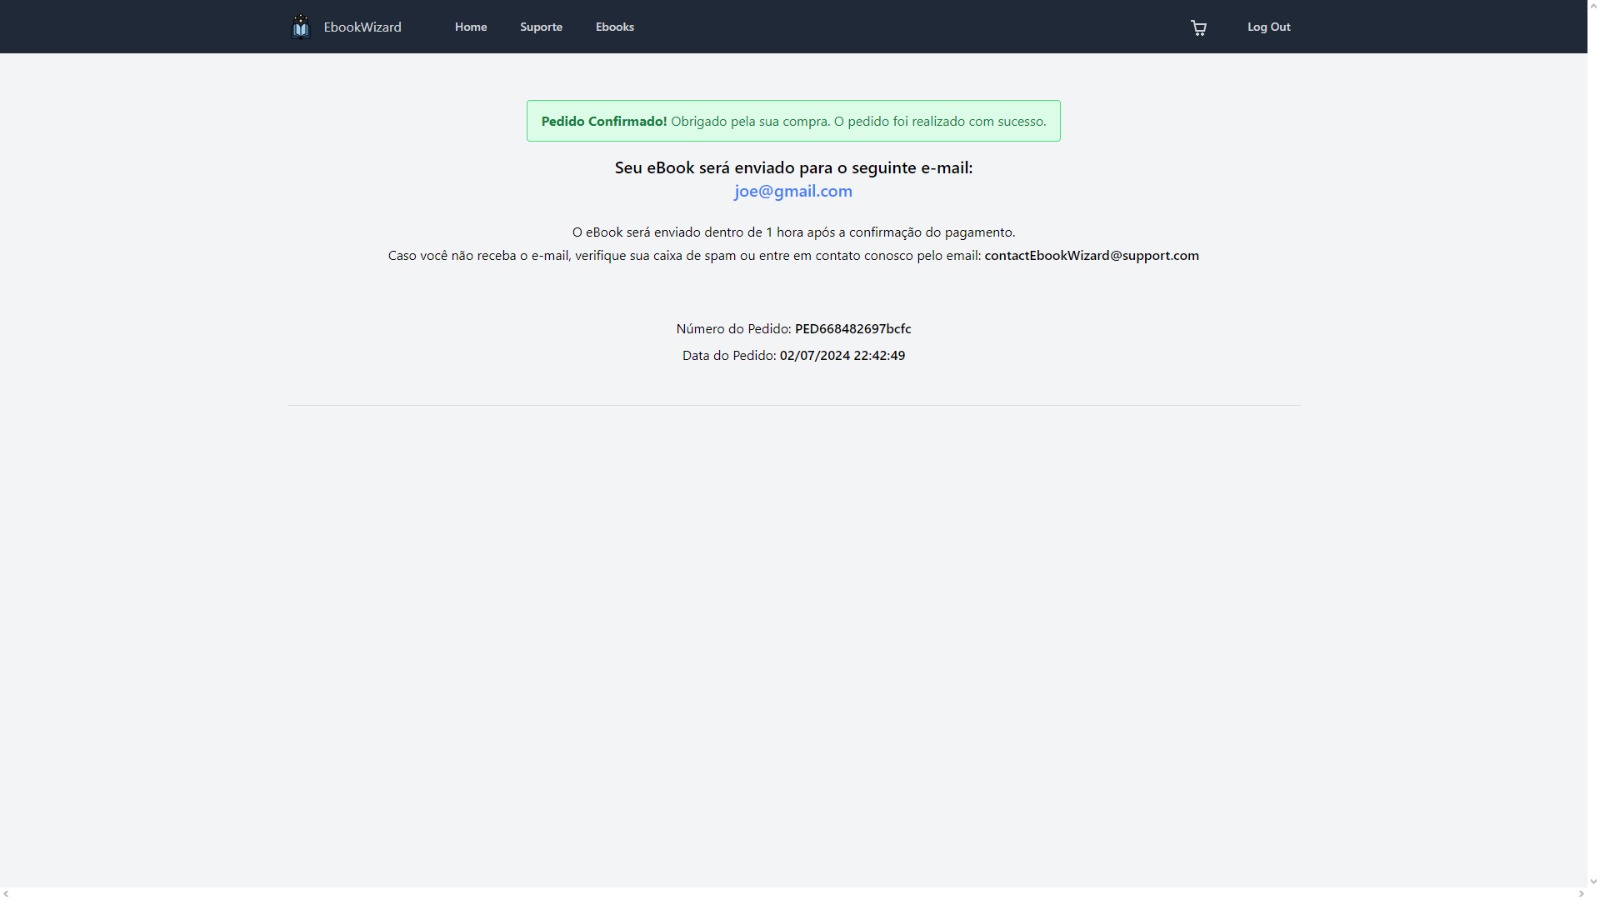 EbookWizard Home Suporte Ebooks Log Out
Pedido Confirmado! Obrigado pela sua compra. O pedido foi realizado com sucesso.
Seu eBook será enviado para o seguinte e-mail:
joe@gmail.com
O eBook será enviado dentro de 1 hora após a confirmação do pagamento.
Caso você não receba o e-mail, verifique sua caixa de spam ou entre em contato conosco pelo email: contactEbookWizard@support.com
Número do Pedido: PED668482697bcfc
Data do Pedido: 02/07/2024 22:42:49